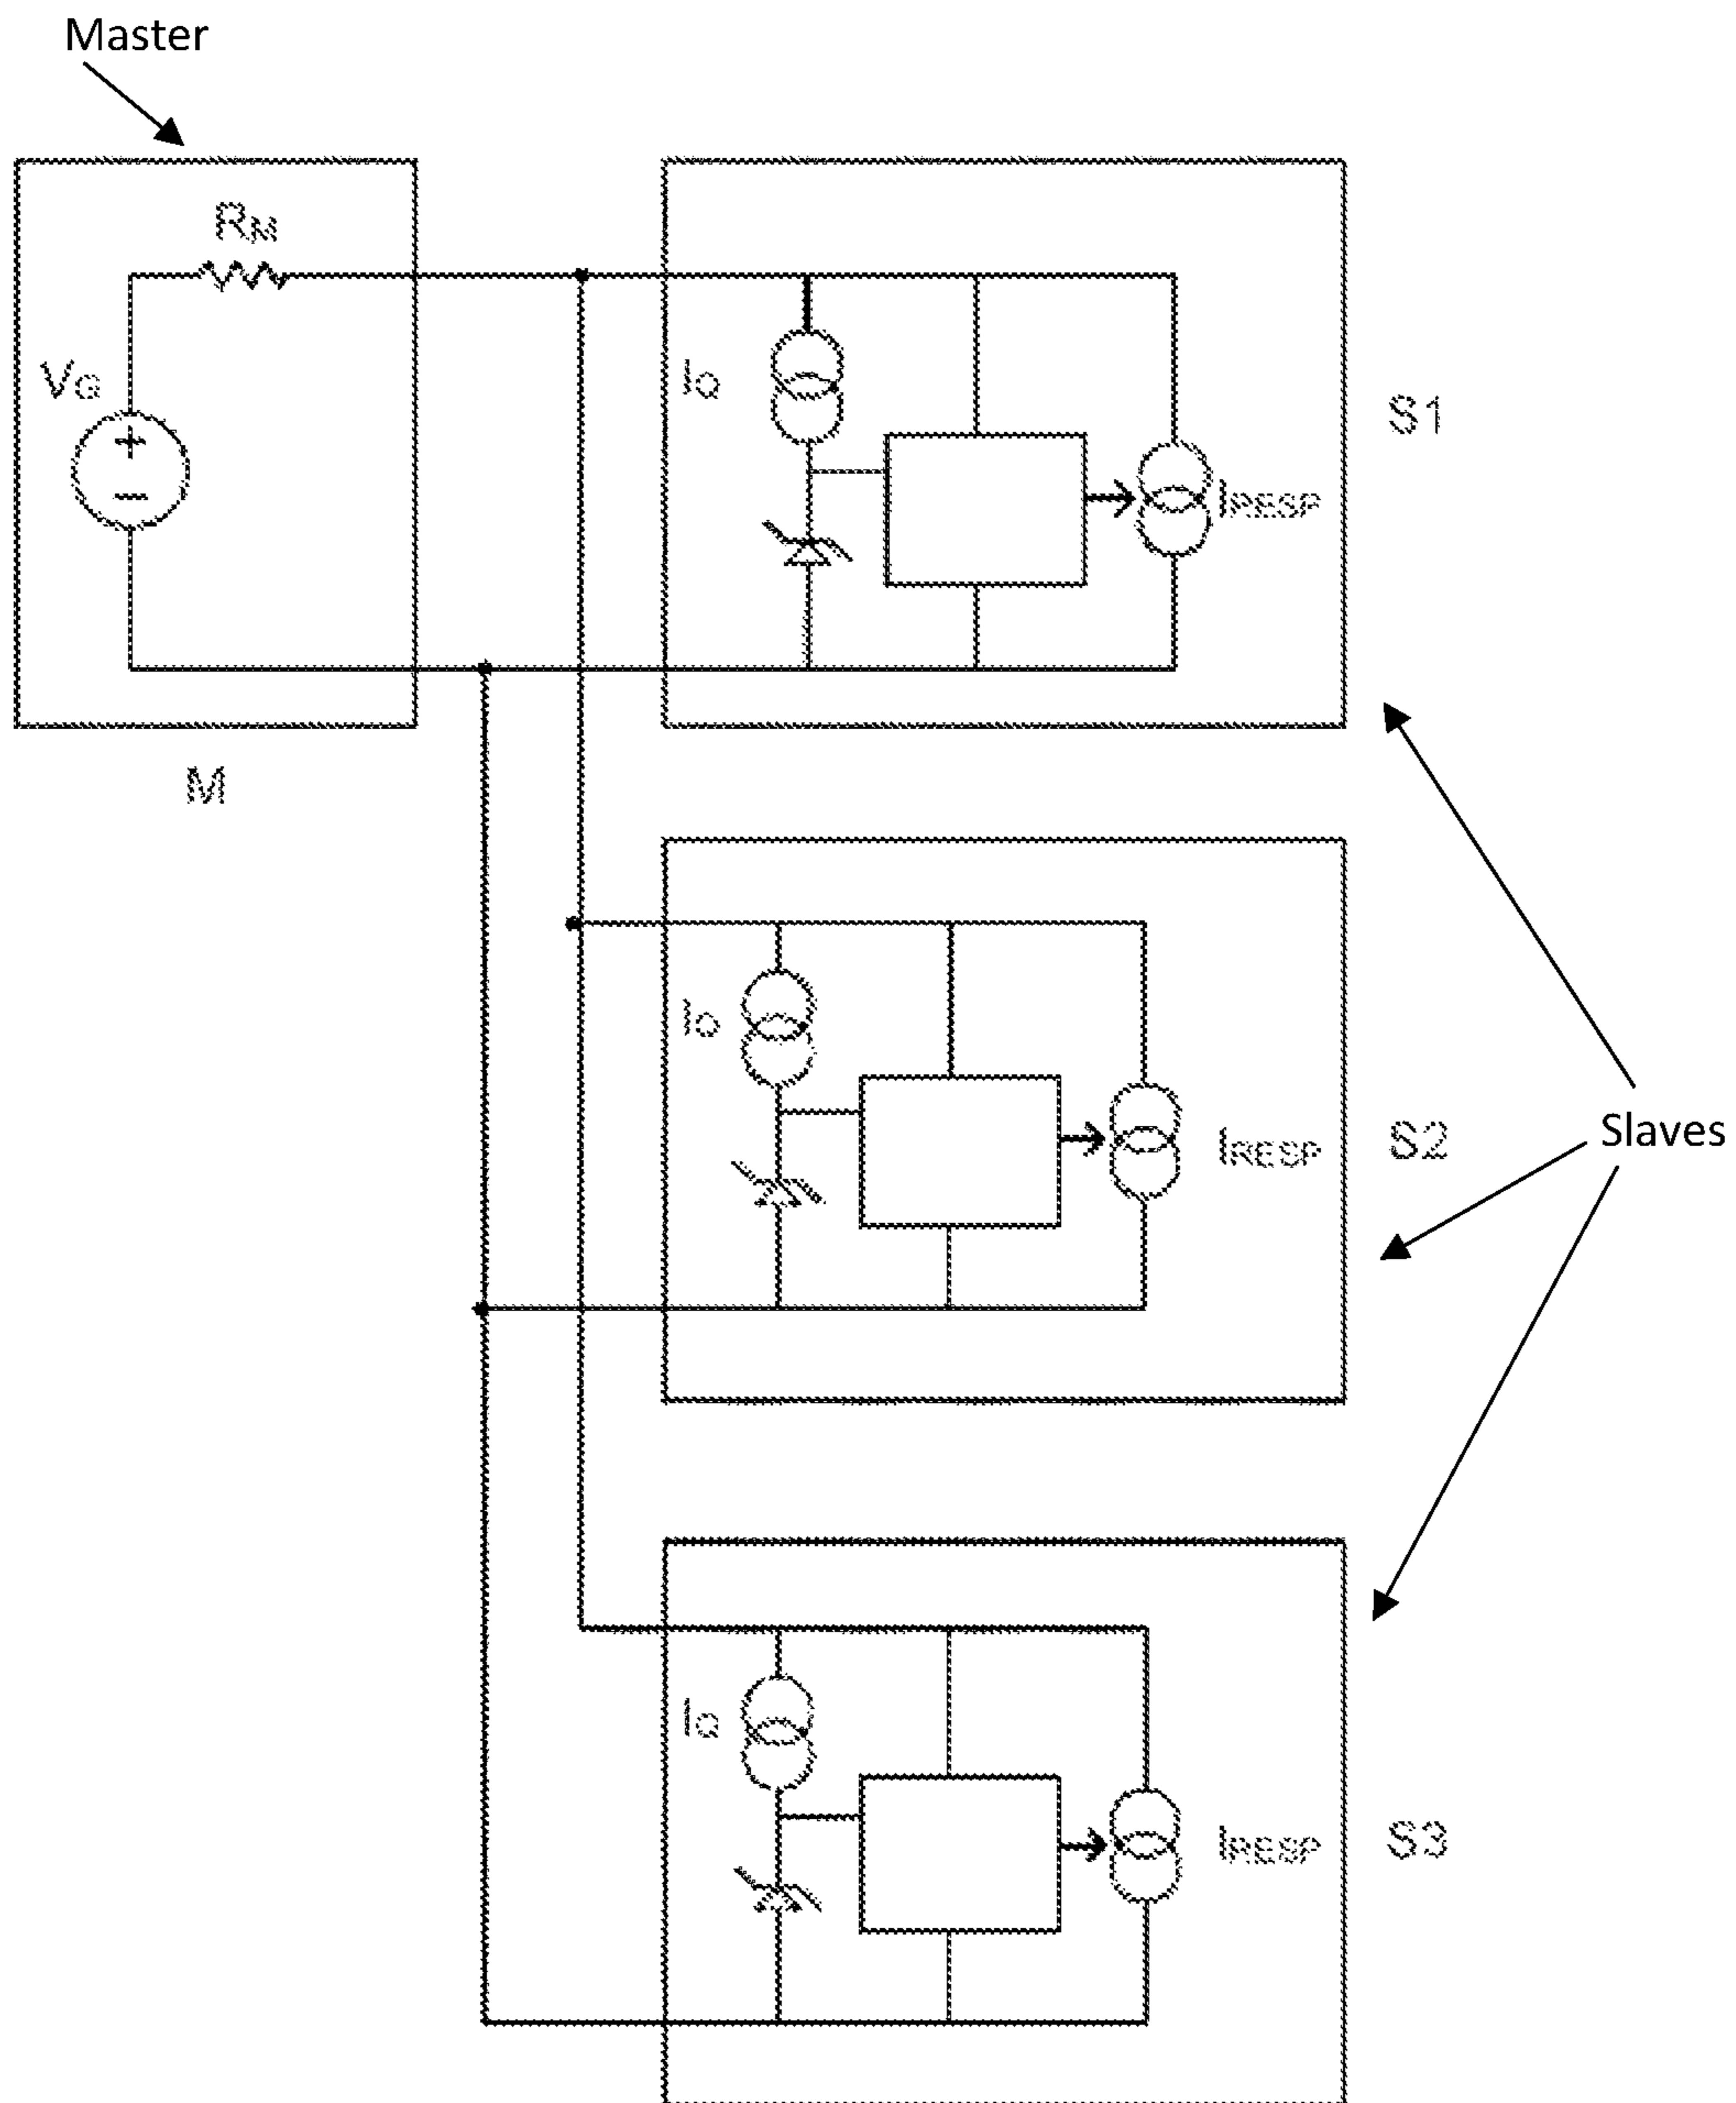 Master
RM
VG
+
−
M
IQ
IRESP
S1
IQ
IRESP
S2
Slaves
IQ
IRESP
S3